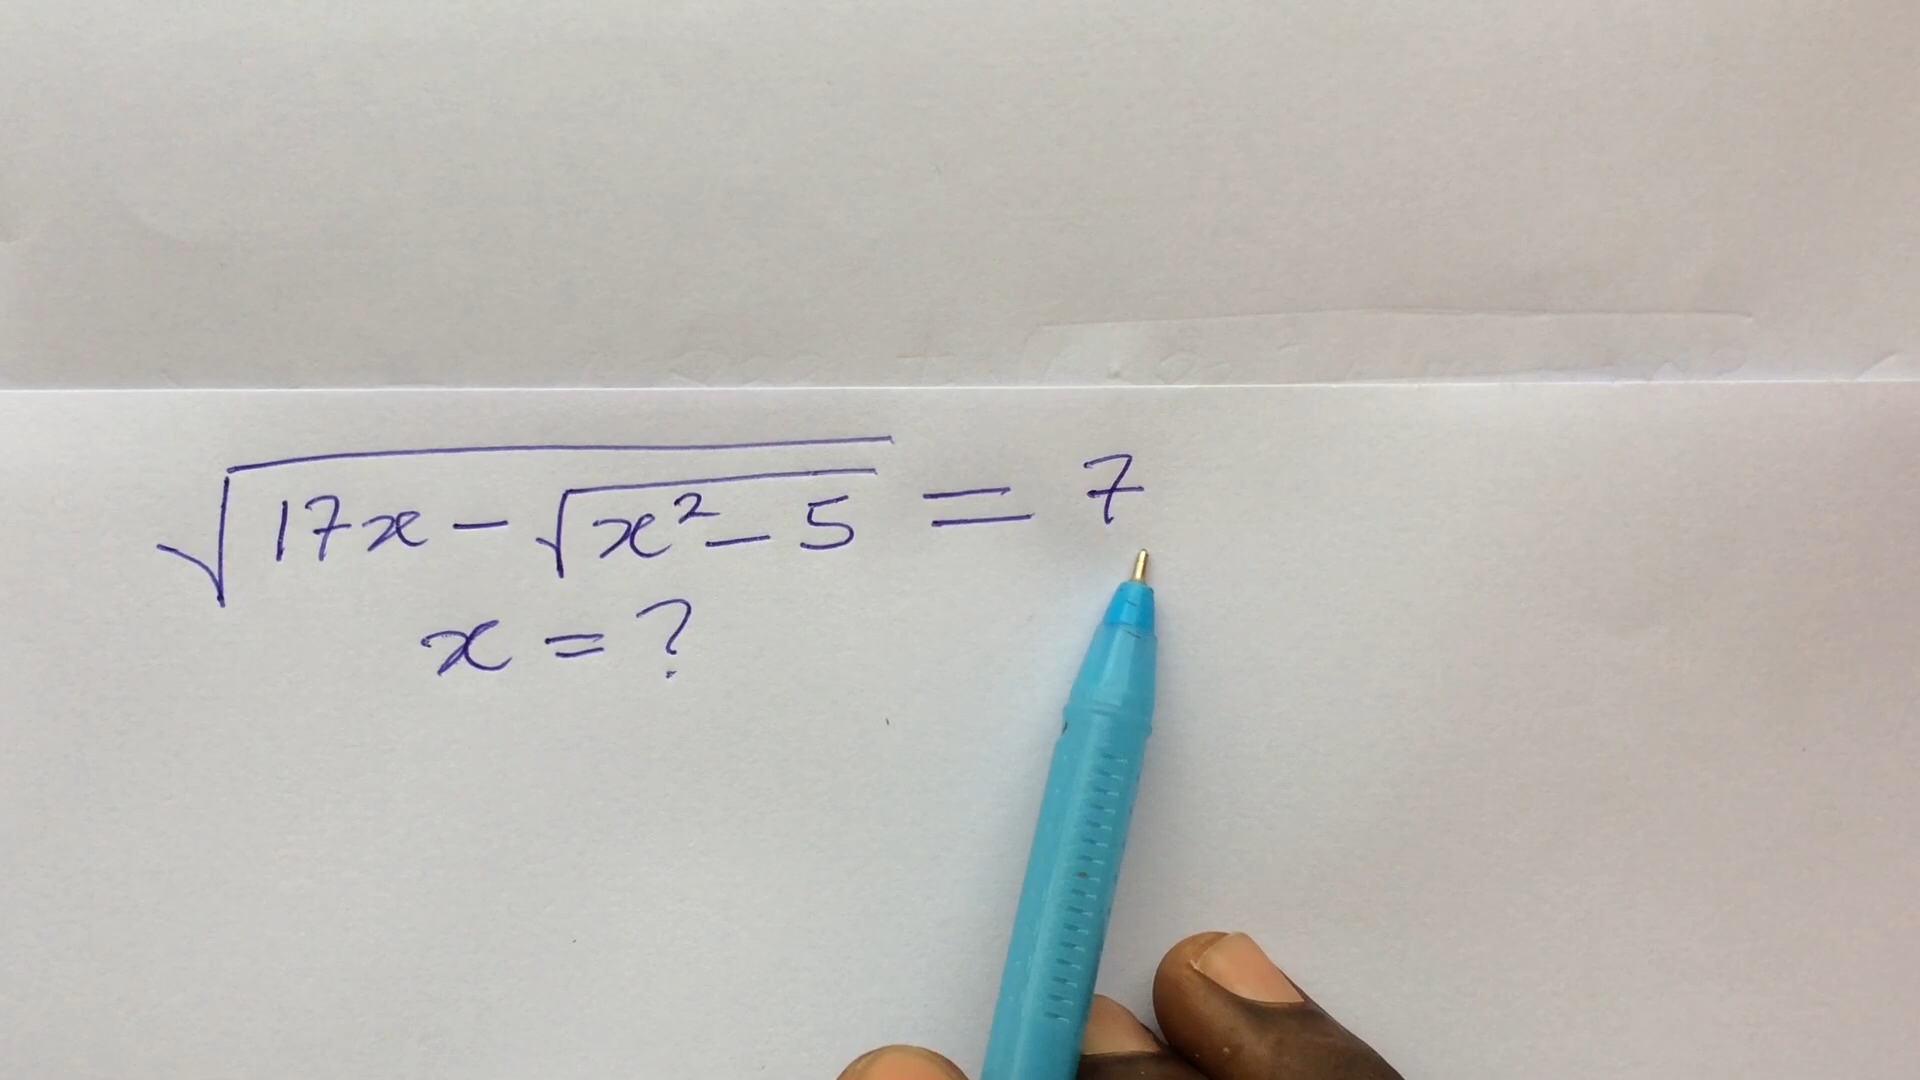 √(17x − √(x² − 5)) = 7
x = ?